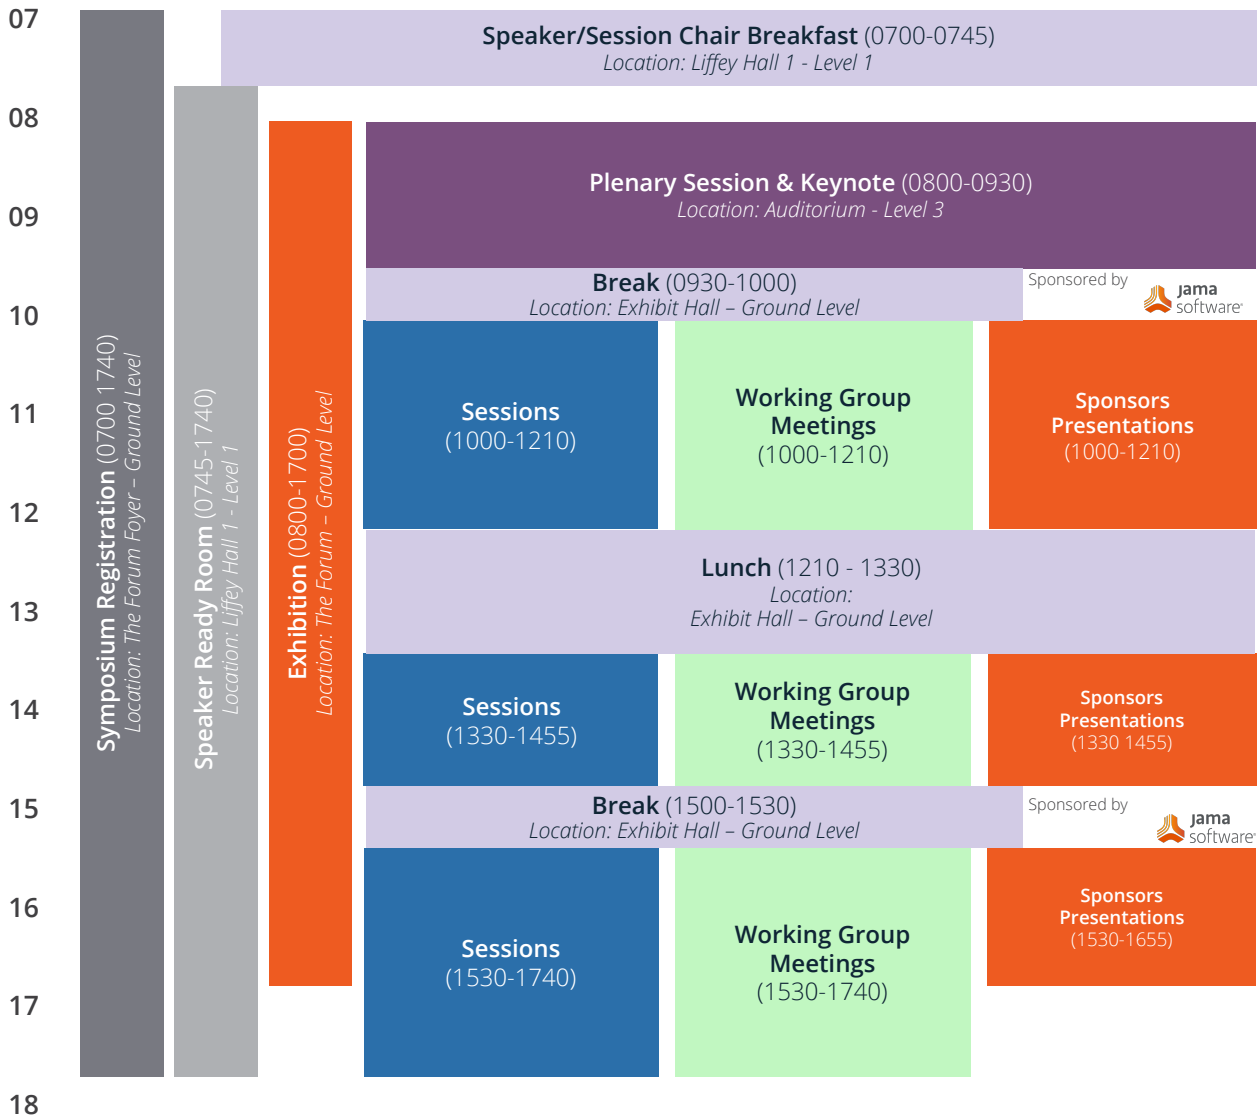 07
Speaker/Session Chair Breakfast (0700-0745)
Location: Liffey Hall 1 - Level 1
08
Plenary Session & Keynote (0800-0930)
Location: Auditorium - Level 3
09
Break (0930-1000)
Location: Exhibit Hall – Ground Level
Sponsored by
jama
software
10
Symposium Registration (0700 1740)
Location: The Forum Foyer – Ground Level
Speaker Ready Room (0745-1740)
Location: Liffey Hall 1 - Level 1
Exhibition (0800-1700)
Location: The Forum – Ground Level
11
Sessions
(1000-1210)
Working Group
Meetings
(1000-1210)
Sponsors
Presentations
(1000-1210)
12
Lunch (1210 - 1330)
Location:
Exhibit Hall – Ground Level
13
14
Sessions
(1330-1455)
Working Group
Meetings
(1330-1455)
Sponsors
Presentations
(1330 1455)
15
Break (1500-1530)
Location: Exhibit Hall – Ground Level
Sponsored by
jama
software
16
Sessions
(1530-1740)
Working Group
Meetings
(1530-1740)
Sponsors
Presentations
(1530-1655)
17
18